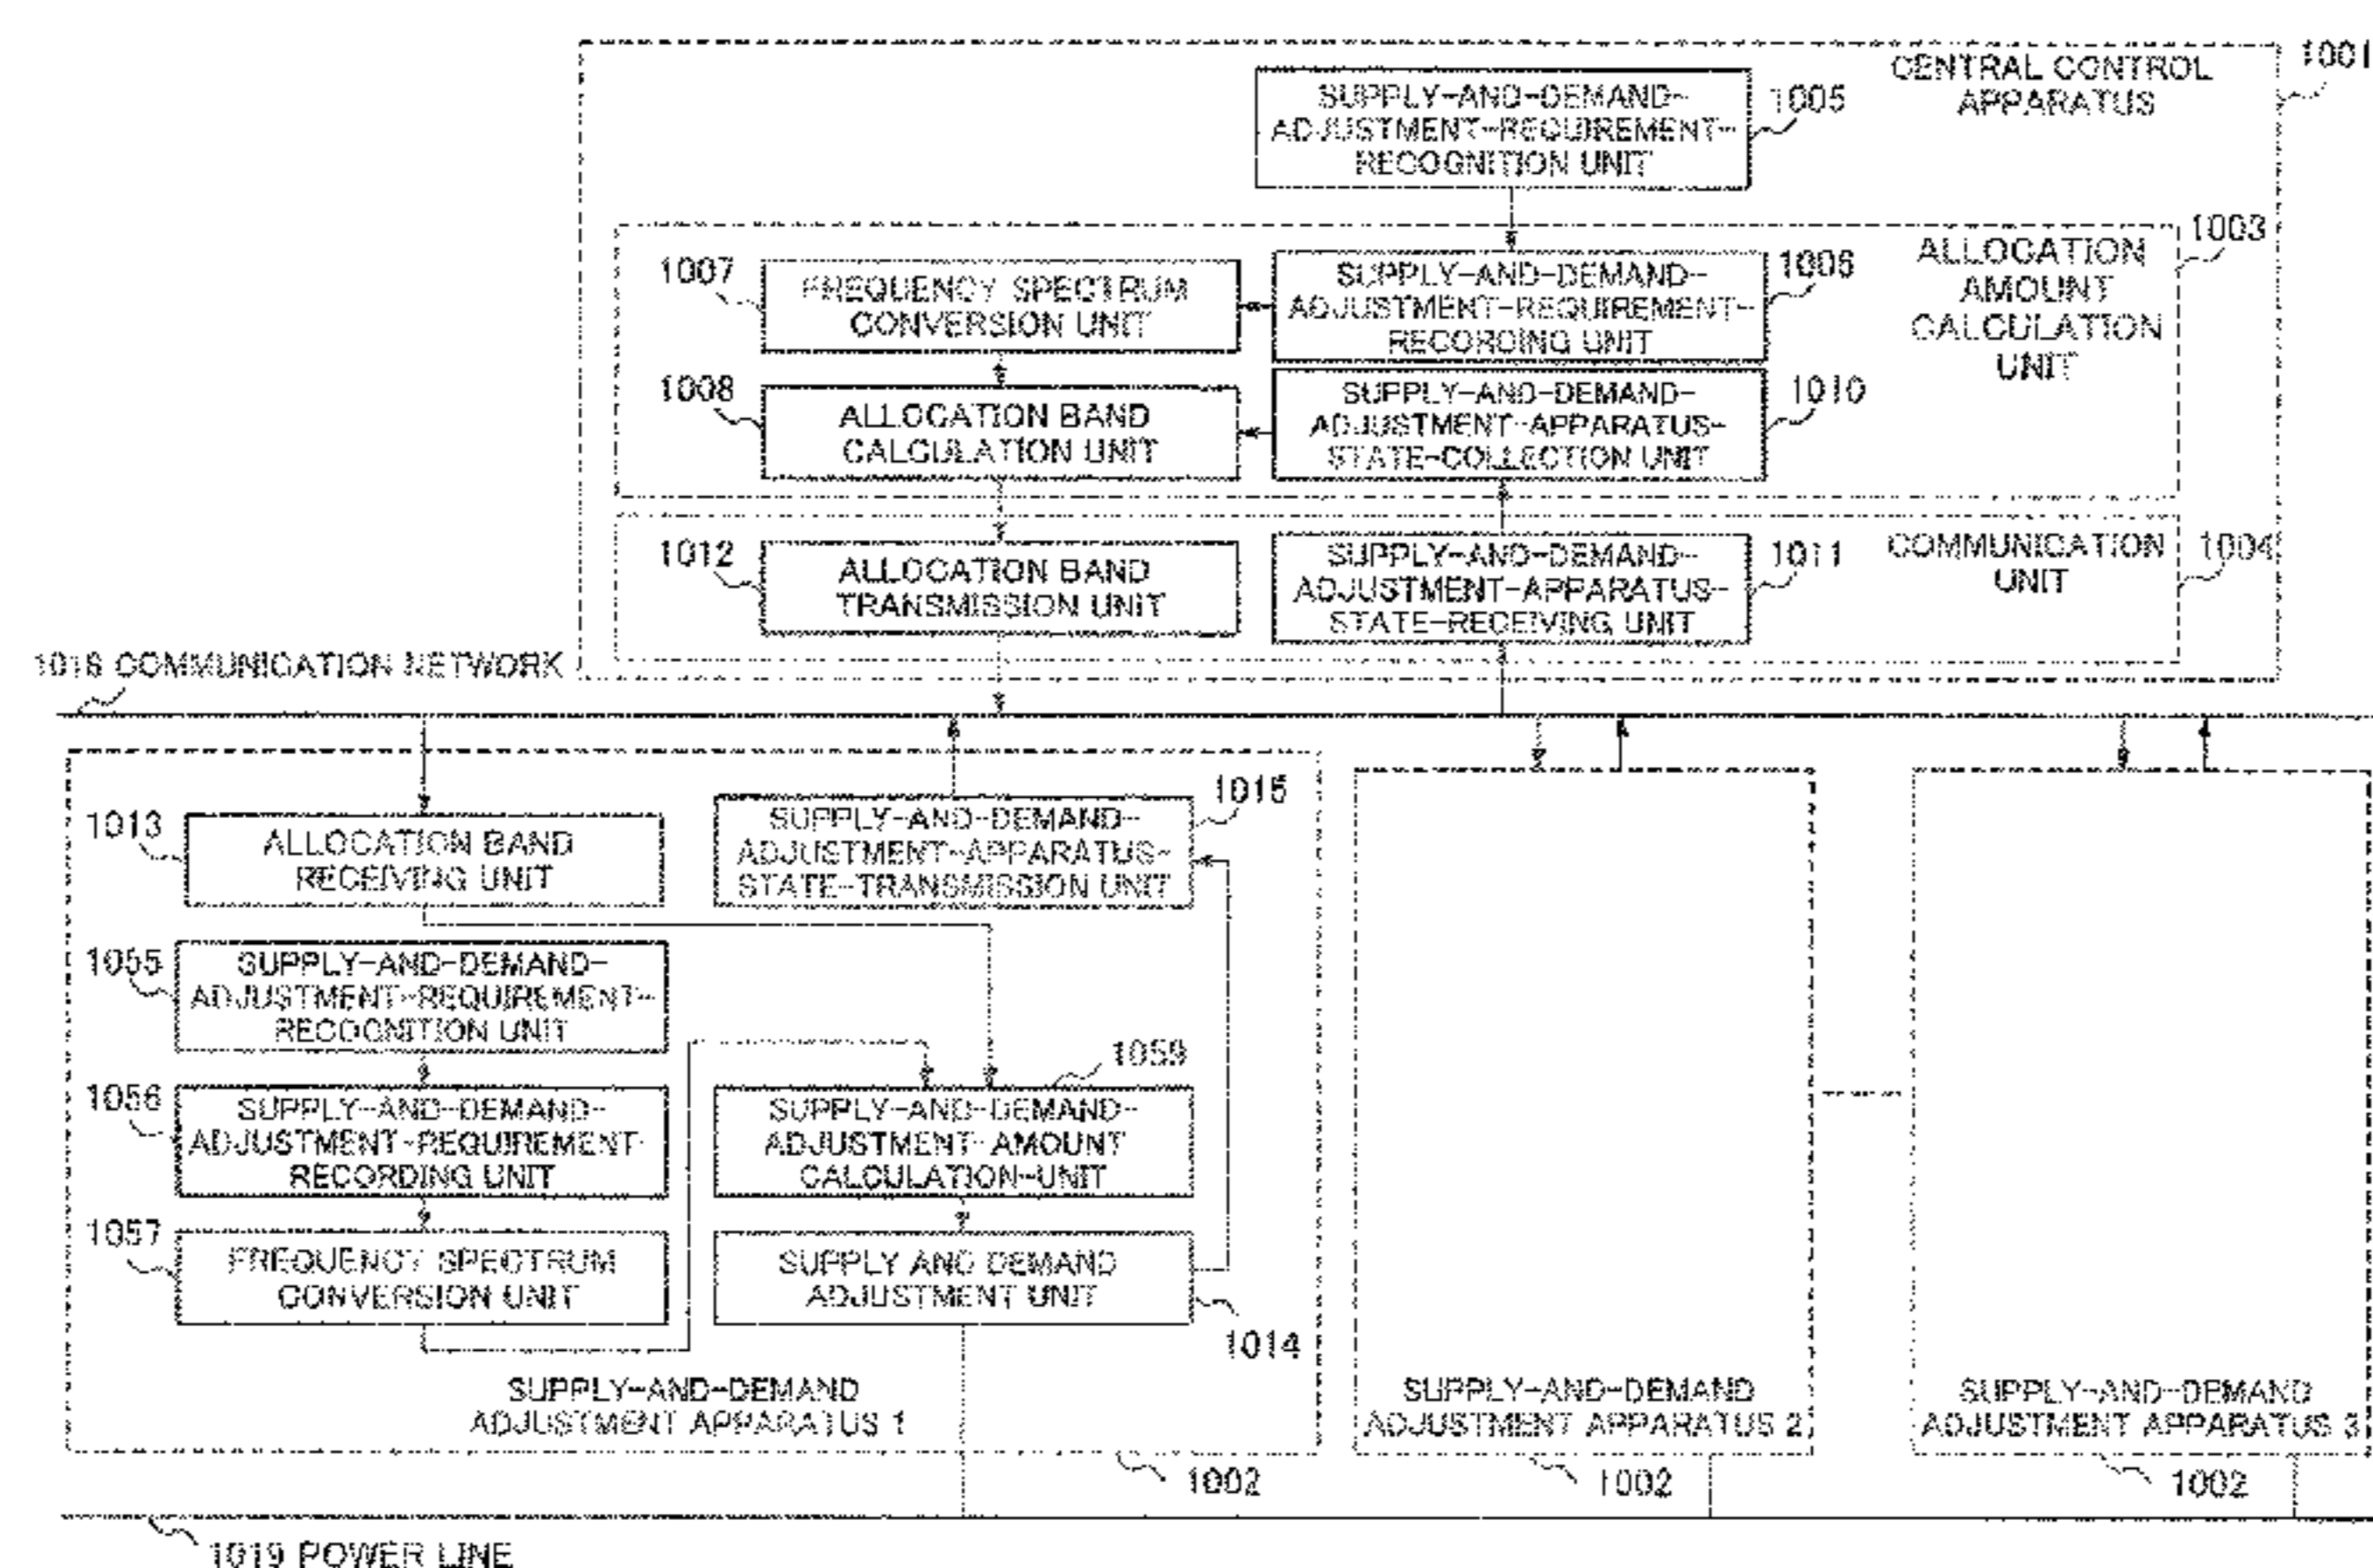 CENTRAL CONTROL
APPARATUS
1001
SUPPLY-AND-DEMAND-
ADJUSTMENT-REQUIREMENT-
RECOGNITION UNIT
1005
1003
ALLOCATION
AMOUNT
CALCULATION
UNIT
1007
FREQUENCY SPECTRUM
CONVERSION UNIT
SUPPLY-AND-DEMAND-
ADJUSTMENT-REQUIREMENT-
RECORDING UNIT
1006
1008
ALLOCATION BAND
CALCULATION UNIT
SUPPLY-AND-DEMAND-
ADJUSTMENT-APPARATUS-
STATE-COLLECTION UNIT
1010
1012
ALLOCATION BAND
TRANSMISSION UNIT
SUPPLY-AND-DEMAND-
ADJUSTMENT-APPARATUS-
STATE-RECEIVING UNIT
1011
COMMUNICATION
UNIT
1004
COMMUNICATION NETWORK
1013
ALLOCATION BAND
RECEIVING UNIT
SUPPLY-AND-DEMAND-
ADJUSTMENT-APPARATUS-
STATE-TRANSMISSION UNIT
1015
1055
SUPPLY-AND-DEMAND-
ADJUSTMENT-REQUIREMENT-
RECOGNITION UNIT
1056
SUPPLY-AND-DEMAND-
ADJUSTMENT-REQUIREMENT-
RECORDING UNIT
1059
SUPPLY-AND-DEMAND-
ADJUSTMENT-AMOUNT
CALCULATION-UNIT
1057
FREQUENCY SPECTRUM
CONVERSION UNIT
SUPPLY AND DEMAND
ADJUSTMENT UNIT
1014
SUPPLY-AND-DEMAND
ADJUSTMENT APPARATUS 1
1002
SUPPLY-AND-DEMAND
ADJUSTMENT APPARATUS 2
1002
SUPPLY-AND-DEMAND
ADJUSTMENT APPARATUS 3
1002
1019 POWER LINE